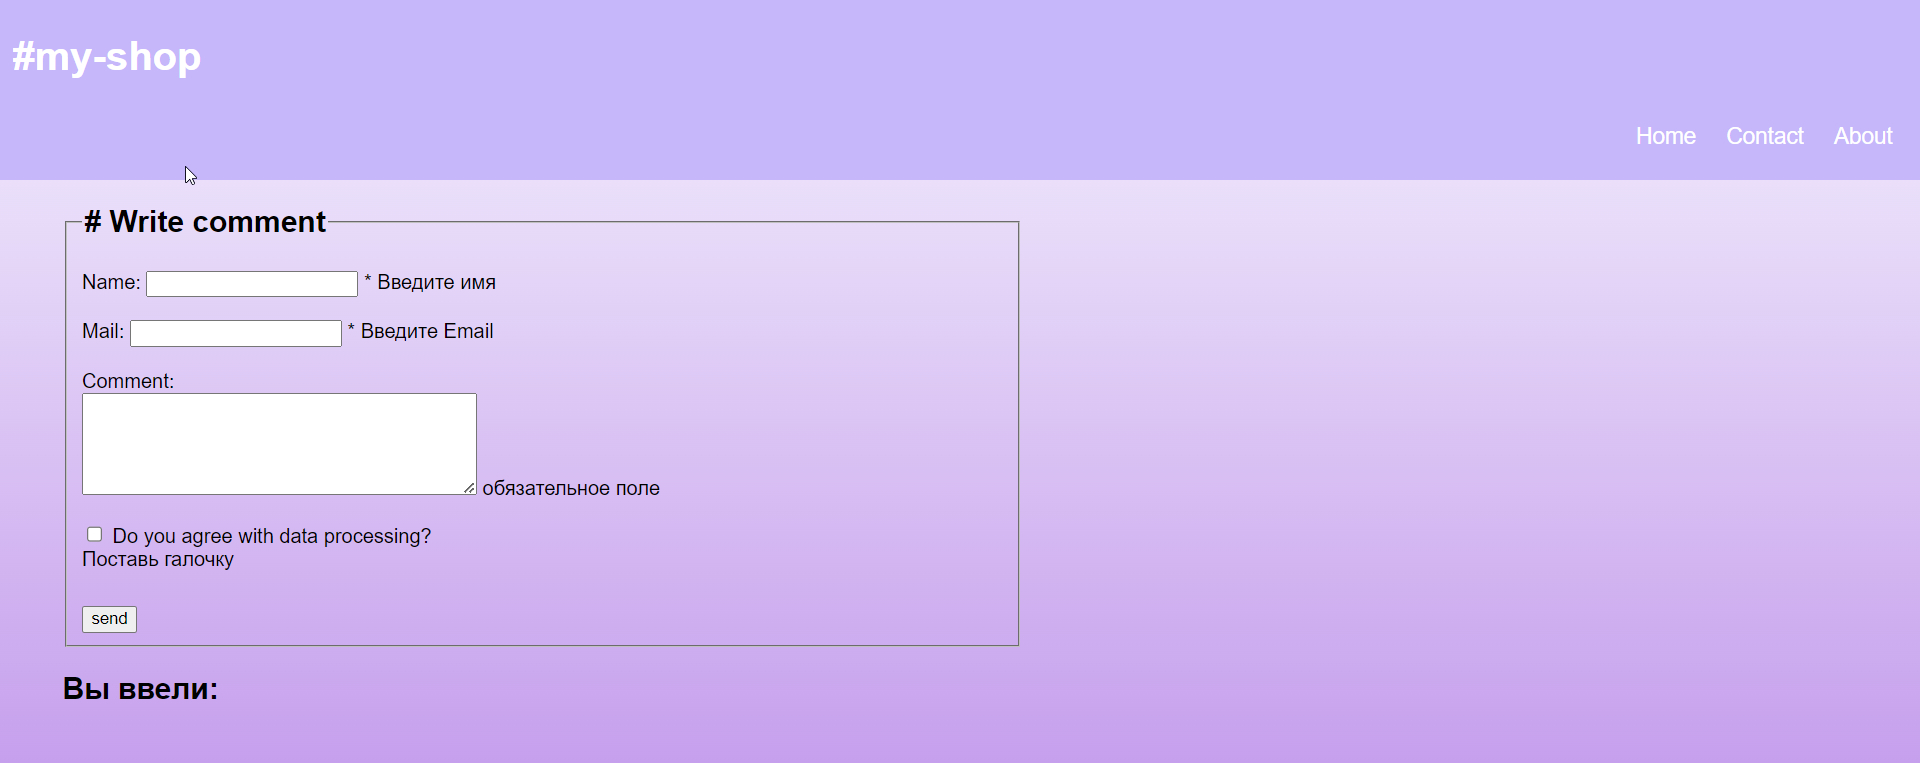 #my-shop
Home Contact About
# Write comment
Name: * Введите имя
Mail: * Введите Email
Comment:
обязательное поле
Do you agree with data processing?
Поставь галочку
send
Вы ввели: